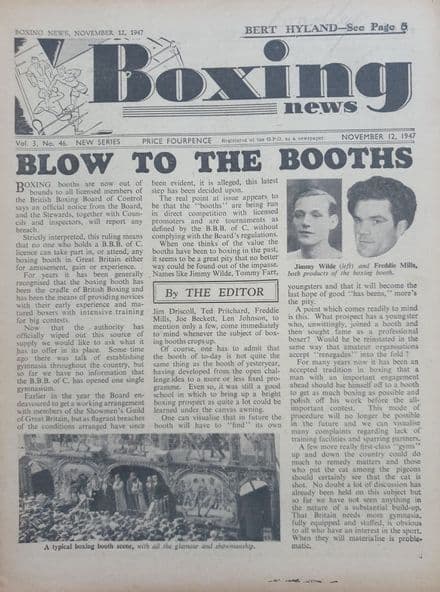 BOXING NEWS, NOVEMBER 12, 1947
BERT HYLAND—See Page 5
Boxing
news
Vol. 3, No. 46. NEW SERIES
PRICE FOURPENCE
Registered at the G.P.O. as a newspaper.
NOVEMBER 12, 1947
BLOW TO THE BOOTHS
BOXING booths are now out of
bounds to all licensed members of
the British Boxing Board of Control
says an official notice from the Board,
and the Stewards, together with Coun-
cils and inspectors, will report any
breach.
Strictly interpreted, this ruling means
that no one who holds a B.B.B. of C.
licence can take part in, or attend, any
boxing booth in Great Britain either
for amusement, gain or experience.
For years it has been generally
recognised that the boxing booth has
been the cradle of British Boxing and
has been the means of providing novices
with their early experience and ma-
tured boxers with intensive training
for big contests.
Now that the authority has
officially wiped out this source of
supply we would like to ask what it
has to offer in its place. Some time
ago there was talk of establishing
gymnasia throughout the country, but
so far we have no information that
the B.B.B. of C. has opened one single
gymnasium.
Earlier in the year the Board en-
deavoured to get a working arrangement
with members of the Showmen's Guild
of Great Britain, but as flagrant breaches
of the conditions arranged have since
been evident, it is alleged, this latest
step has been decided upon.
The real point at issue appears to
be that the "booths" are being run
in direct competition with licensed
promoters and are tournaments as
defined by the B.B.B. of C. without
complying with the Board's regulations.
When one thinks of the value the
booths have been to boxing in the past,
it seems to be a great pity that no better
way could be found out of the impasse.
Names like Jimmy Wilde, Tommy Farr,
By THE EDITOR
Jim Driscoll, Ted Pritchard, Freddie
Mills, Joe Beckett, Len Johnson, to
mention only a few, come immediately
to mind whenever the subject of box-
ing booths crops up.
Of course, one has to admit that
the booth of to-day is not quite the
same thing as the booth of yesteryear,
having developed from the open chal-
lenge idea to a more or less fixed pro-
gramme. Even so, it was still a good
school in which to bring up a bright
boxing prospect as quite a lot could be
learned under the canvas awning.
One can visualise that in future the
booth will have to "find" its own
Jimmy Wilde (left) and Freddie Mills,
both products of the boxing booth.
youngsters and that it will become the
last hope of good "has beens," more's
the pity.
A point which comes readily to mind
is this. What prospect has a youngster
who, unwittingly, joined a booth and
then sought fame as a professional
boxer? Would he be reinstated in the
same way that amateur organisations
accept "renegades" into the fold?
For many years now it has been an
accepted tradition in boxing that a
man with an important engagement
ahead should hie himself off to a booth
to get as much boxing as possible and
polish off his work before the all-
important contest. This mode of
procedure will no longer be possible
in the future and we can visualise
many complaints regarding lack of
training facilities and sparring partners.
A few more really first-class "gyms"
up and down the country could do
much to remedy matters and those
who put the cat among the pigeons
should certainly see that the cat is
shot. No doubt a lot of discussion has
already been held on this subject but
so far we have not seen anything in
the nature of a substantial build-up.
That Britain needs more gymnasia,
fully equipped and staffed, is obvious
to all who have an interest in the sport.
When they will materialise is proble-
matic.
A typical boxing booth scene, with all the glamour and showmanship.